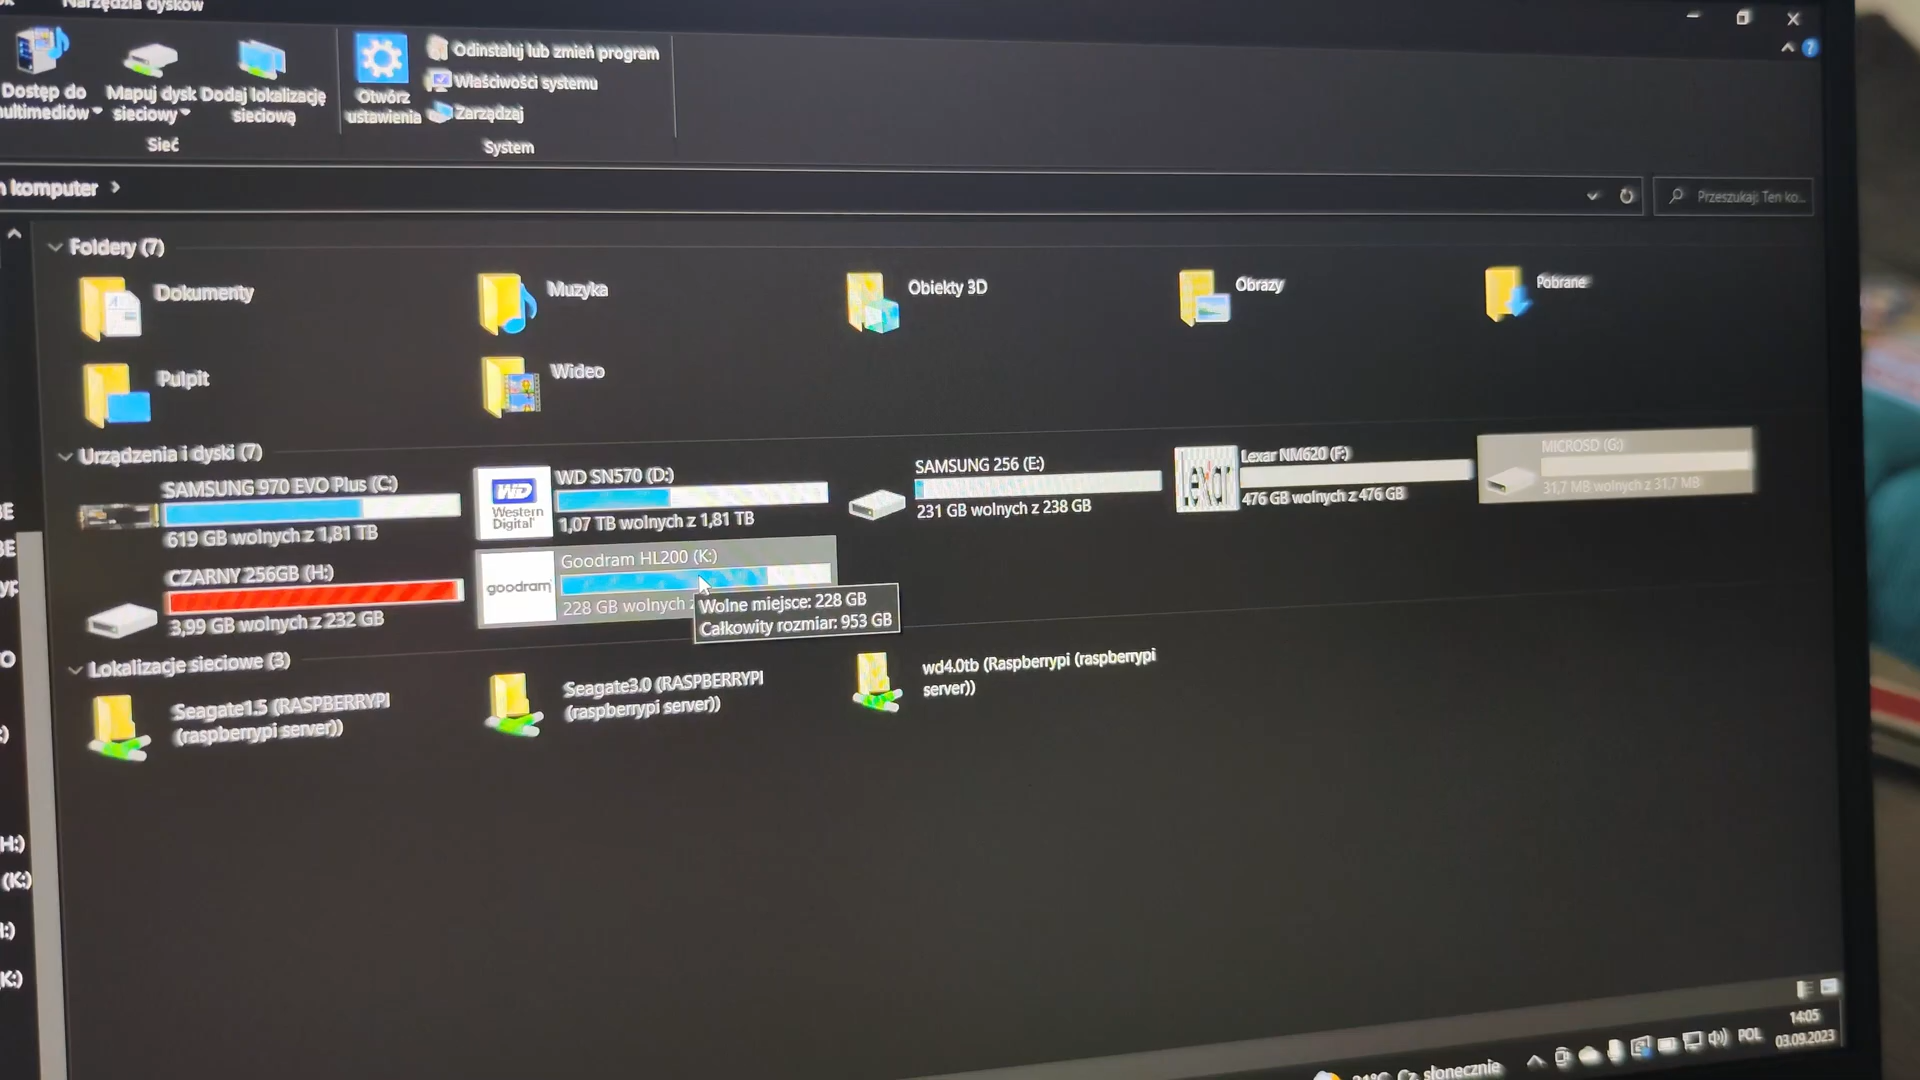 Narzędzia dysków
Dostęp do
multimediów
Mapuj dysk
sieciowy
Dodaj lokalizację
sieciową
Sieć
Otwórz
ustawienia
Odinstaluj lub zmień program
Właściwości systemu
Zarządzaj
System
komputer
Przeszukaj: Ten ko...
Foldery (7)
Dokumenty
Muzyka
Obiekty 3D
Obrazy
Pobrane
Pulpit
Wideo
Urządzenia i dyski (7)
SAMSUNG 970 EVO Plus (C:)
619 GB wolnych z 1,81 TB
WD
Western
Digital
WD SN570 (D:)
1,07 TB wolnych z 1,81 TB
SAMSUNG 256 (E:)
231 GB wolnych z 238 GB
Lexar
Lexar NM620 (F:)
476 GB wolnych z 476 GB
MICROSD (G:)
31,7 MB wolnych z 31,7 MB
CZARNY 256GB (H:)
3,99 GB wolnych z 232 GB
goodram
Goodram HL200 (K:)
228 GB wolnych z
Wolne miejsce: 228 GB
Całkowity rozmiar: 953 GB
Lokalizacje sieciowe (3)
Seagate1.5 (RASPBERRYPI
(raspberrypi server))
Seagate3.0 (RASPBERRYPI
(raspberrypi server))
wd4.0tb (Raspberrypi (raspberrypi
server))
H:)
(K:)
K:)
Cz. słonecznie
POL
14:05
03.09.2023